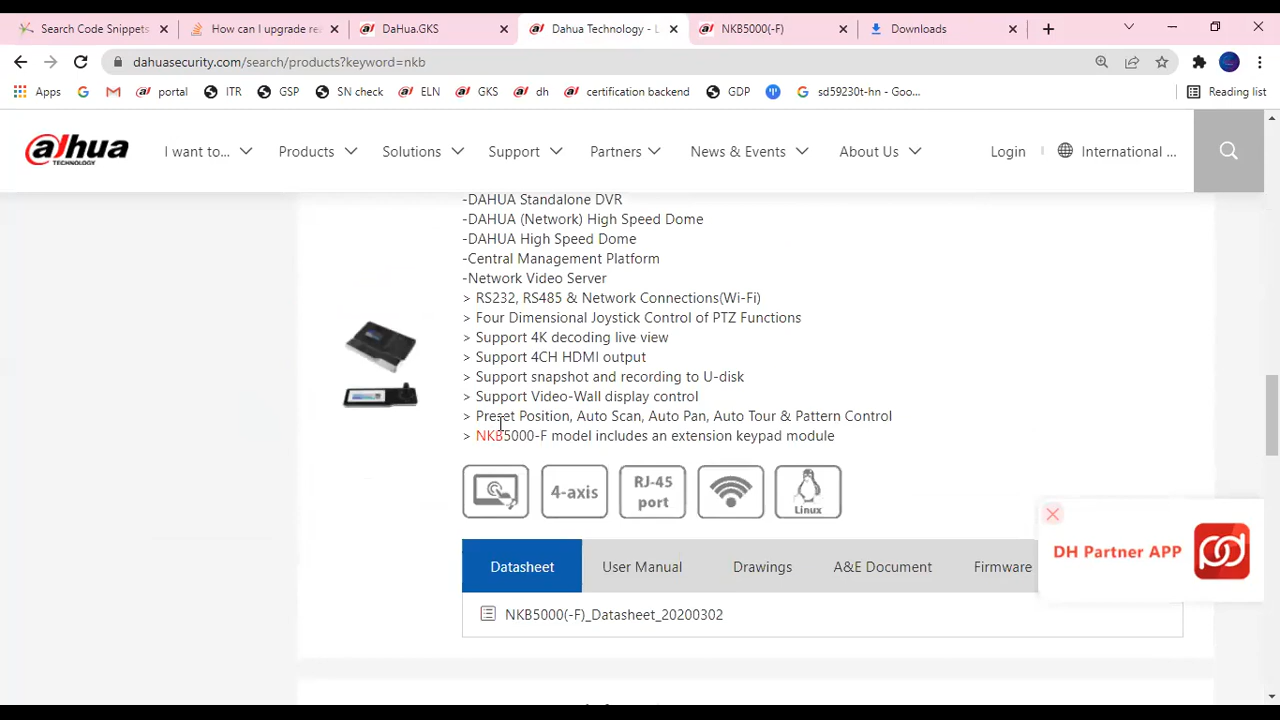 Search Code Snippets
How can I upgrade re
DaHua.GKS
Dahua Technology - L
NKB5000(-F)
Downloads
dahuasecurity.com/search/products?keyword=nkb
Apps
portal
ITR
GSP
SN check
ELN
GKS
dh
certification backend
GDP
sd59230t-hn - Goo...
Reading list
alhua
TECHNOLOGY
I want to...
Products
Solutions
Support
Partners
News & Events
About Us
Login
International ...
-DAHUA Standalone DVR
-DAHUA (Network) High Speed Dome
-DAHUA High Speed Dome
-Central Management Platform
-Network Video Server
> RS232, RS485 & Network Connections(Wi-Fi)
> Four Dimensional Joystick Control of PTZ Functions
> Support 4K decoding live view
> Support 4CH HDMI output
> Support snapshot and recording to U-disk
> Support Video-Wall display control
> Preset Position, Auto Scan, Auto Pan, Auto Tour & Pattern Control
> NKB5000-F model includes an extension keypad module
4-axis
RJ-45
port
Linux
DH Partner APP
Datasheet
User Manual
Drawings
A&E Document
Firmware
NKB5000(-F)_Datasheet_20200302